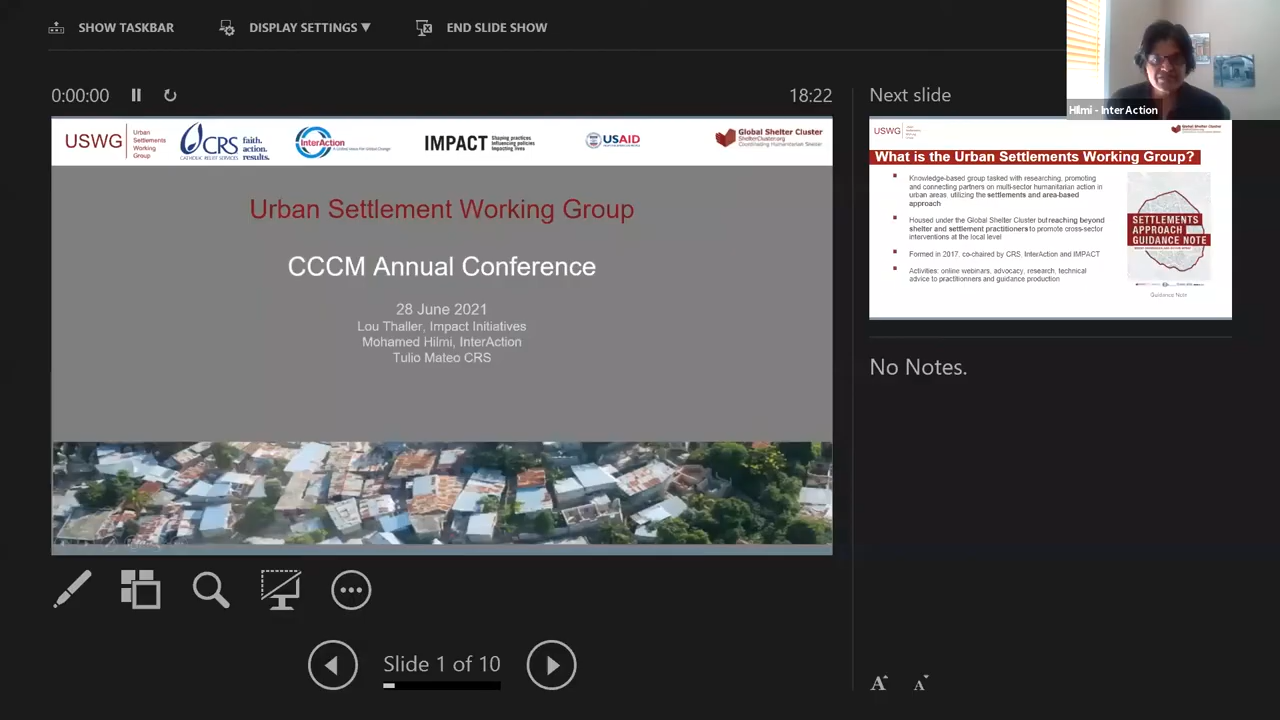 SHOW TASKBAR
DISPLAY SETTINGS ▼
END SLIDE SHOW
0:00:00
18:22
Next slide
Hilmi - InterAction
USWG
Urban
Settlements
Working
Group
CRS
CATHOLIC RELIEF SERVICES
faith.
action.
results.
InterAction
IMPACT
Shaping practices
Influencing policies
Impacting lives
USAID
Global Shelter Cluster
ShelterCluster.org
Coordinating Humanitarian Shelter
Urban Settlement Working Group
CCCM Annual Conference
28 June 2021
Lou Thaller, Impact Initiatives
Mohamed Hilmi, InterAction
Tulio Mateo CRS
USWG
Global Shelter Cluster
What is the Urban Settlements Working Group?
Knowledge-based group tasked with researching, promoting
and connecting partners on multi-sector humanitarian action in
urban areas, utilizing the settlements and area-based
approach
Housed under the Global Shelter Cluster but reaching beyond
shelter and settlement practitioners to promote cross-sector
interventions at the local level
Formed in 2017, co-chaired by CRS, InterAction and IMPACT
Activities: online webinars, advocacy, research, technical
advice to practitioners and guidance production
SETTLEMENTS
APPROACH
GUIDANCE NOTE
Guidance Note
No Notes.
Slide 1 of 10
A A